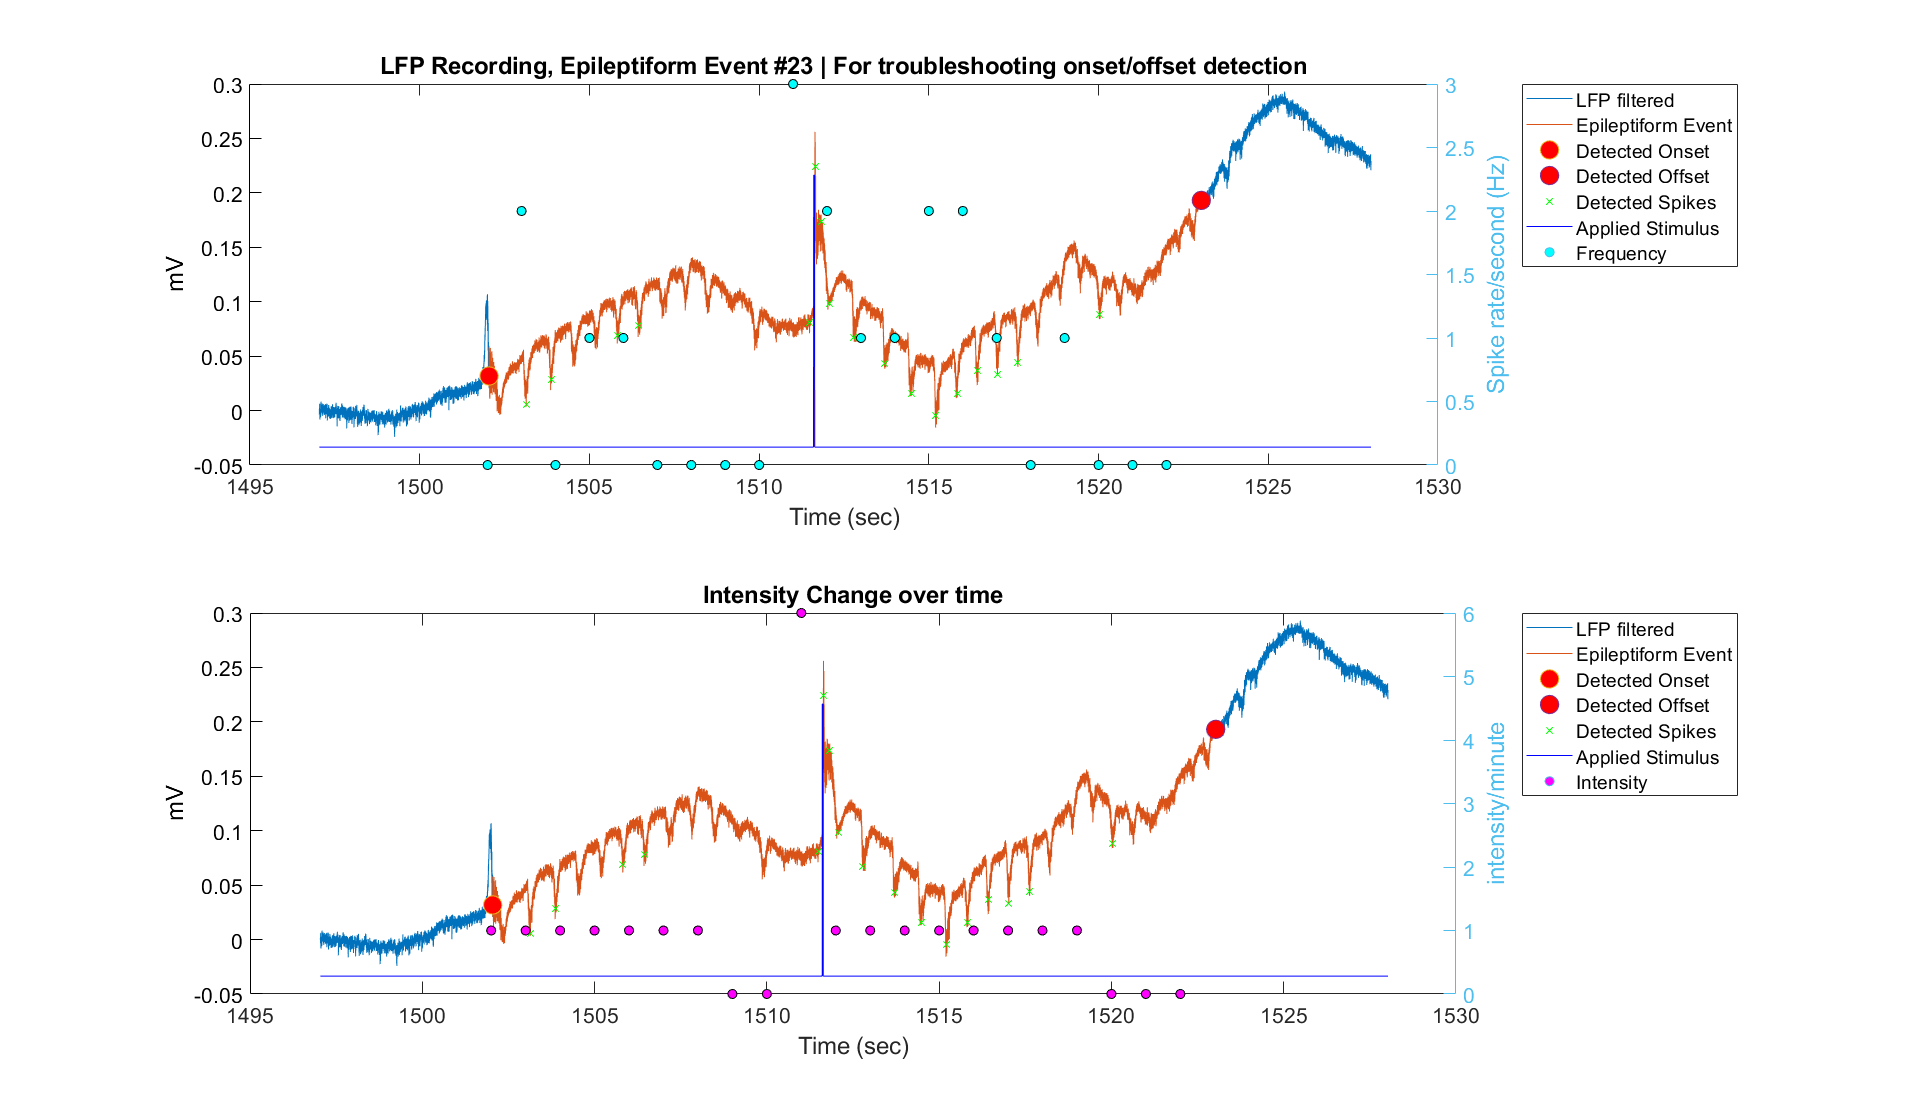 LFP Recording, Epileptiform Event #23 | For troubleshooting onset/offset detection
0.3
0.25
0.2
0.15
0.1
0.05
0
-0.05
mV
1495
1500
1505
1510
1515
1520
1525
1530
Time (sec)
3
2.5
2
1.5
1
0.5
0
Spike rate/second (Hz)
LFP filtered
Epileptiform Event
Detected Onset
Detected Offset
Detected Spikes
Applied Stimulus
Frequency
Intensity Change over time
0.3
0.25
0.2
0.15
0.1
0.05
0
-0.05
mV
1495
1500
1505
1510
1515
1520
1525
1530
Time (sec)
6
5
4
3
2
1
0
intensity/minute
LFP filtered
Epileptiform Event
Detected Onset
Detected Offset
Detected Spikes
Applied Stimulus
Intensity